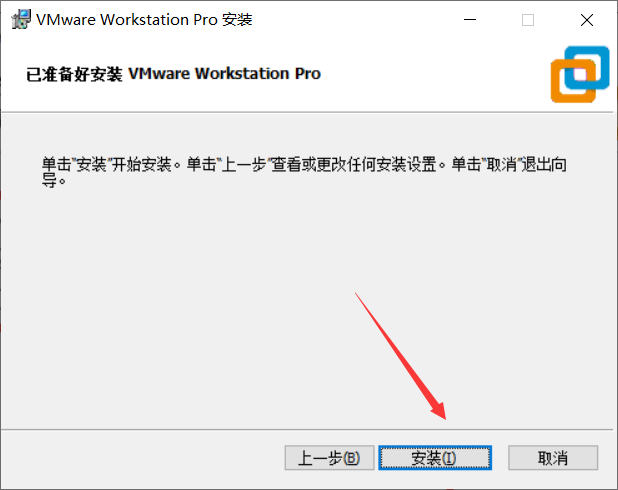 VMware Workstation Pro 安装
已准备好安装 VMware Workstation Pro
单击“安装”开始安装。单击“上一步”查看或更改任何安装设置。单击“取消”退出向
导。
上一步(B) 安装(I) 取消